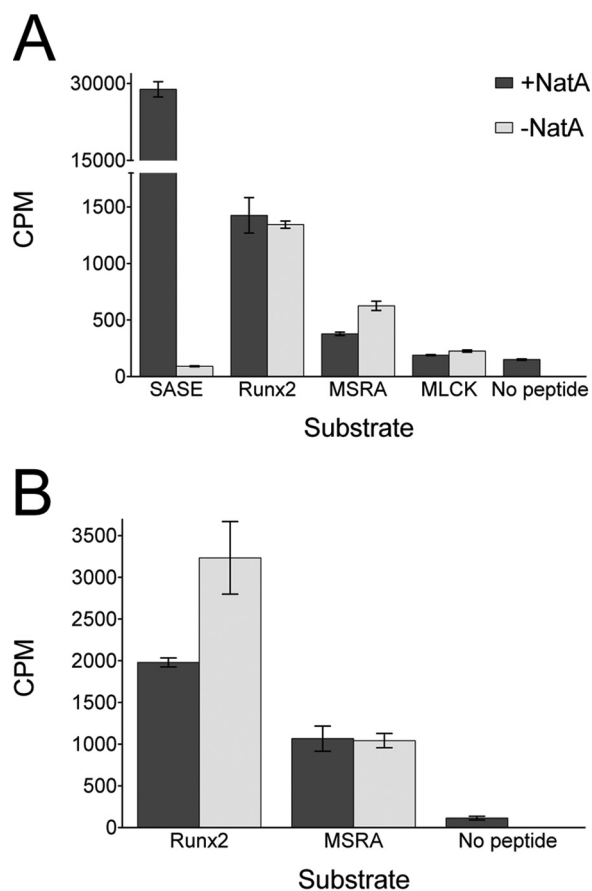 A
30000
15000
1500
1000
500
0
CPM
+NatA
-NatA
SASE Runx2 MSRA MLCK No peptide
Substrate
B
3500
3000
2500
2000
1500
1000
500
0
CPM
Runx2 MSRA No peptide
Substrate